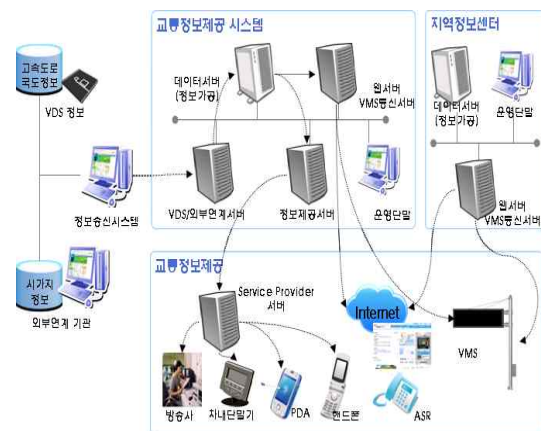 교통정보제공 시스템
지역정보센터
고속도로
국도정보
VDS 정보
데이터서버
(정보가공)
웹서버
VMS통신서버
데이터서버
(정보가공)
운영단말
정보송신시스템
VDS/외부연계서버
정보제공서버
운영단말
웹서버
VMS통신서버
시가지
정보
외부연계 기관
교통정보제공
Service Provider
서버
Internet
VMS
방송사
차내단말기
PDA
핸드폰
ASR